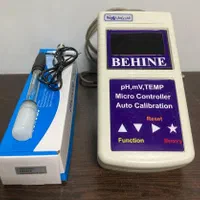 BEHINE
pH,mV,TEMP
Micro Controller
Auto Calibration
Reset
Function